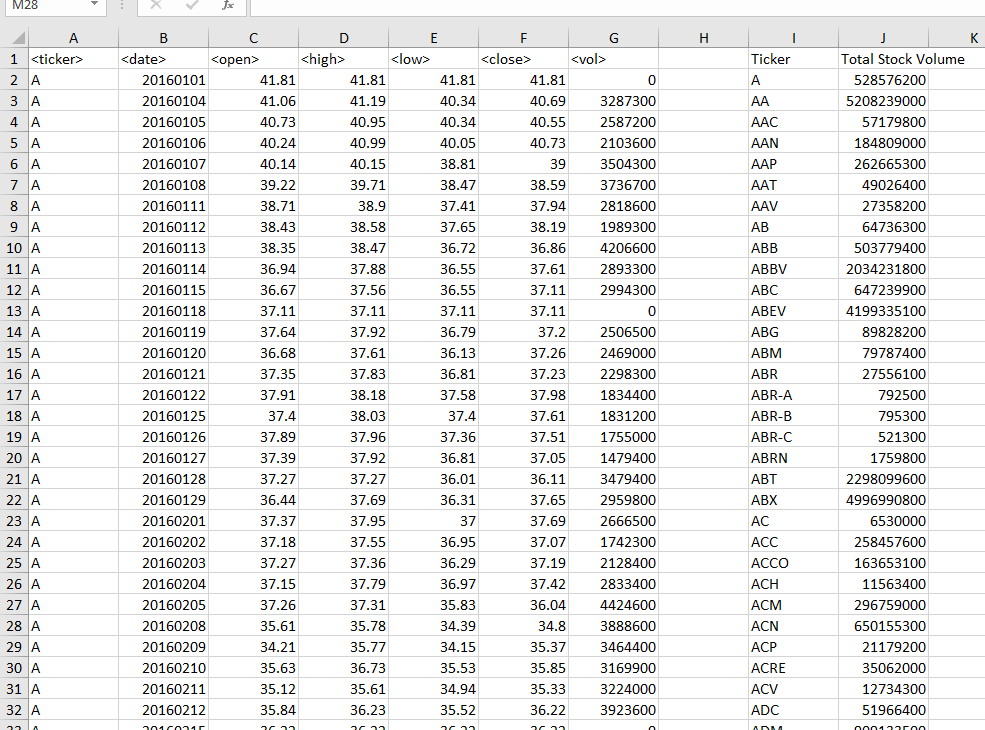 M28 fx
A B C D E F G H I J K
1 <ticker> <date> <open> <high> <low> <close> <vol> Ticker Total Stock Volume
2 A 20160101 41.81 41.81 41.81 41.81 0 A 528576200
3 A 20160104 41.06 41.19 40.34 40.69 3287300 AA 5208239000
4 A 20160105 40.73 40.95 40.34 40.55 2587200 AAC 57179800
5 A 20160106 40.24 40.99 40.05 40.73 2103600 AAN 184809000
6 A 20160107 40.14 40.15 38.81 39 3504300 AAP 262665300
7 A 20160108 39.22 39.71 38.47 38.59 3736700 AAT 49026400
8 A 20160111 38.71 38.9 37.41 37.94 2818600 AAV 27358200
9 A 20160112 38.43 38.58 37.65 38.19 1989300 AB 64736300
10 A 20160113 38.35 38.47 36.72 36.86 4206600 ABB 503779400
11 A 20160114 36.94 37.88 36.55 37.61 2893300 ABBV 2034231800
12 A 20160115 36.67 37.56 36.55 37.11 2994300 ABC 647239900
13 A 20160118 37.11 37.11 37.11 37.11 0 ABEV 4199335100
14 A 20160119 37.64 37.92 36.79 37.2 2506500 ABG 89828200
15 A 20160120 36.68 37.61 36.13 37.26 2469000 ABM 79787400
16 A 20160121 37.35 37.83 36.81 37.23 2298300 ABR 27556100
17 A 20160122 37.91 38.18 37.58 37.98 1834400 ABR-A 792500
18 A 20160125 37.4 38.03 37.4 37.61 1831200 ABR-B 795300
19 A 20160126 37.89 37.96 37.36 37.51 1755000 ABR-C 521300
20 A 20160127 37.39 37.92 36.81 37.05 1479400 ABRN 1759800
21 A 20160128 37.27 37.27 36.01 36.11 3479400 ABT 2298099600
22 A 20160129 36.44 37.69 36.31 37.65 2959800 ABX 4996990800
23 A 20160201 37.37 37.95 37 37.69 2666500 AC 6530000
24 A 20160202 37.18 37.55 36.95 37.07 1742300 ACC 258457600
25 A 20160203 37.27 37.36 36.29 37.19 2128400 ACCO 163653100
26 A 20160204 37.15 37.79 36.97 37.42 2833400 ACH 11563400
27 A 20160205 37.26 37.31 35.83 36.04 4424600 ACM 296759000
28 A 20160208 35.61 35.78 34.39 34.8 3888600 ACN 650155300
29 A 20160209 34.21 35.77 34.15 35.37 3464400 ACP 21179200
30 A 20160210 35.63 36.73 35.53 35.85 3169900 ACRE 35062000
31 A 20160211 35.12 35.61 34.94 35.33 3224000 ACV 12734300
32 A 20160212 35.84 36.23 35.52 36.22 3923600 ADC 51966400